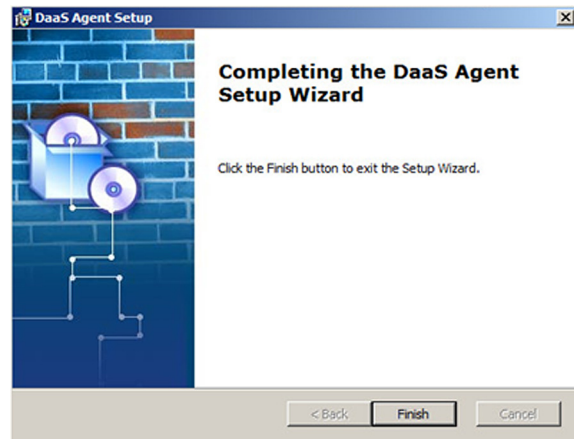 DaaS Agent Setup
Completing the DaaS Agent
Setup Wizard
Click the Finish button to exit the Setup Wizard.
< Back
Finish
Cancel